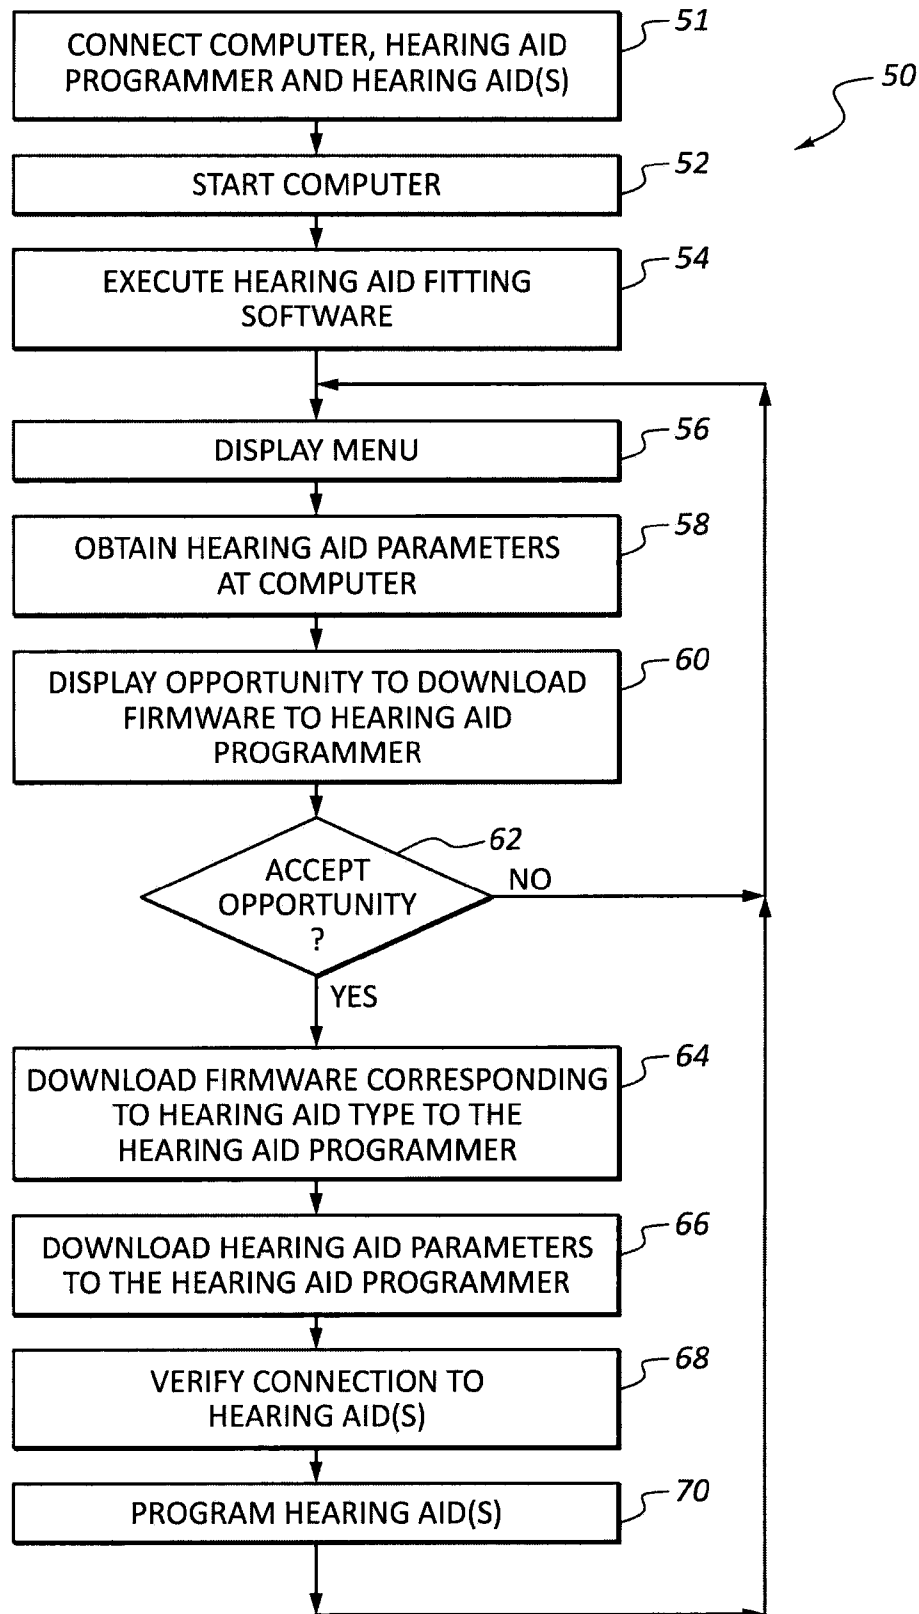 51
CONNECT COMPUTER, HEARING AID
PROGRAMMER AND HEARING AID(S)
50
52
START COMPUTER
54
EXECUTE HEARING AID FITTING
SOFTWARE
56
DISPLAY MENU
58
OBTAIN HEARING AID PARAMETERS
AT COMPUTER
60
DISPLAY OPPORTUNITY TO DOWNLOAD
FIRMWARE TO HEARING AID
PROGRAMMER
62
ACCEPT
OPPORTUNITY
?
NO
YES
64
DOWNLOAD FIRMWARE CORRESPONDING
TO HEARING AID TYPE TO THE
HEARING AID PROGRAMMER
66
DOWNLOAD HEARING AID PARAMETERS
TO THE HEARING AID PROGRAMMER
68
VERIFY CONNECTION TO
HEARING AID(S)
70
PROGRAM HEARING AID(S)